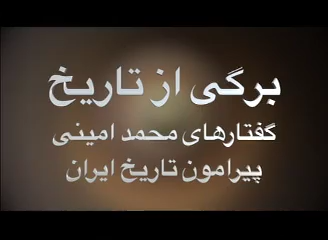 برگی از تاریخ
گفتارهای محمد امینی
پیرامون تاریخ ایران